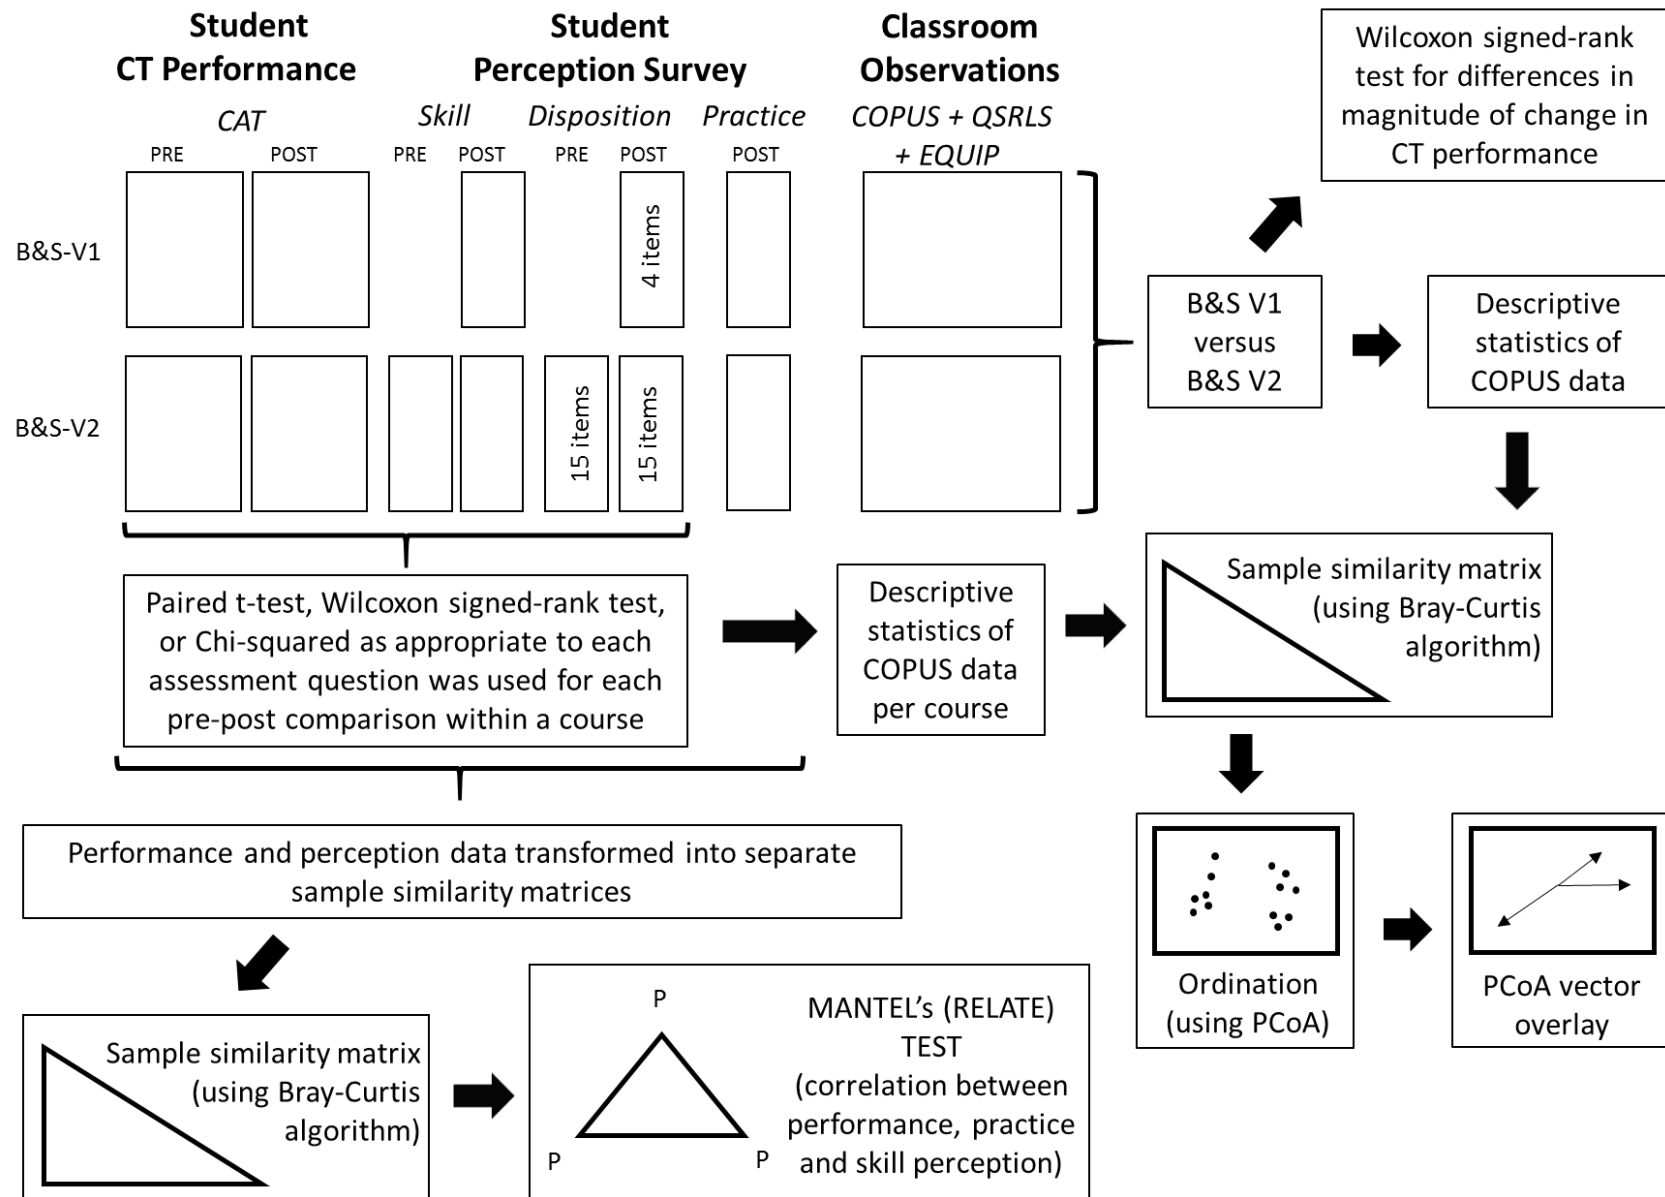 Student
CT Performance
Student
Perception Survey
Classroom
Observations
CAT
Skill
Disposition
Practice
COPUS + QSRLS
+ EQUIP
PRE
POST
PRE
POST
PRE
POST
POST
B&S-V1
4 items
B&S-V2
15 items
15 items
Wilcoxon signed-rank
test for differences in
magnitude of change in
CT performance
B&S V1
versus
B&S V2
Descriptive
statistics of
COPUS data
Paired t-test, Wilcoxon signed-rank test,
or Chi-squared as appropriate to each
assessment question was used for each
pre-post comparison within a course
Descriptive
statistics of
COPUS data
per course
Sample similarity matrix
(using Bray-Curtis
algorithm)
Performance and perception data transformed into separate
sample similarity matrices
Ordination
(using PCoA)
PCoA vector
overlay
Sample similarity matrix
(using Bray-Curtis
algorithm)
P
P
P
MANTEL's (RELATE)
TEST
(correlation between
performance, practice
and skill perception)